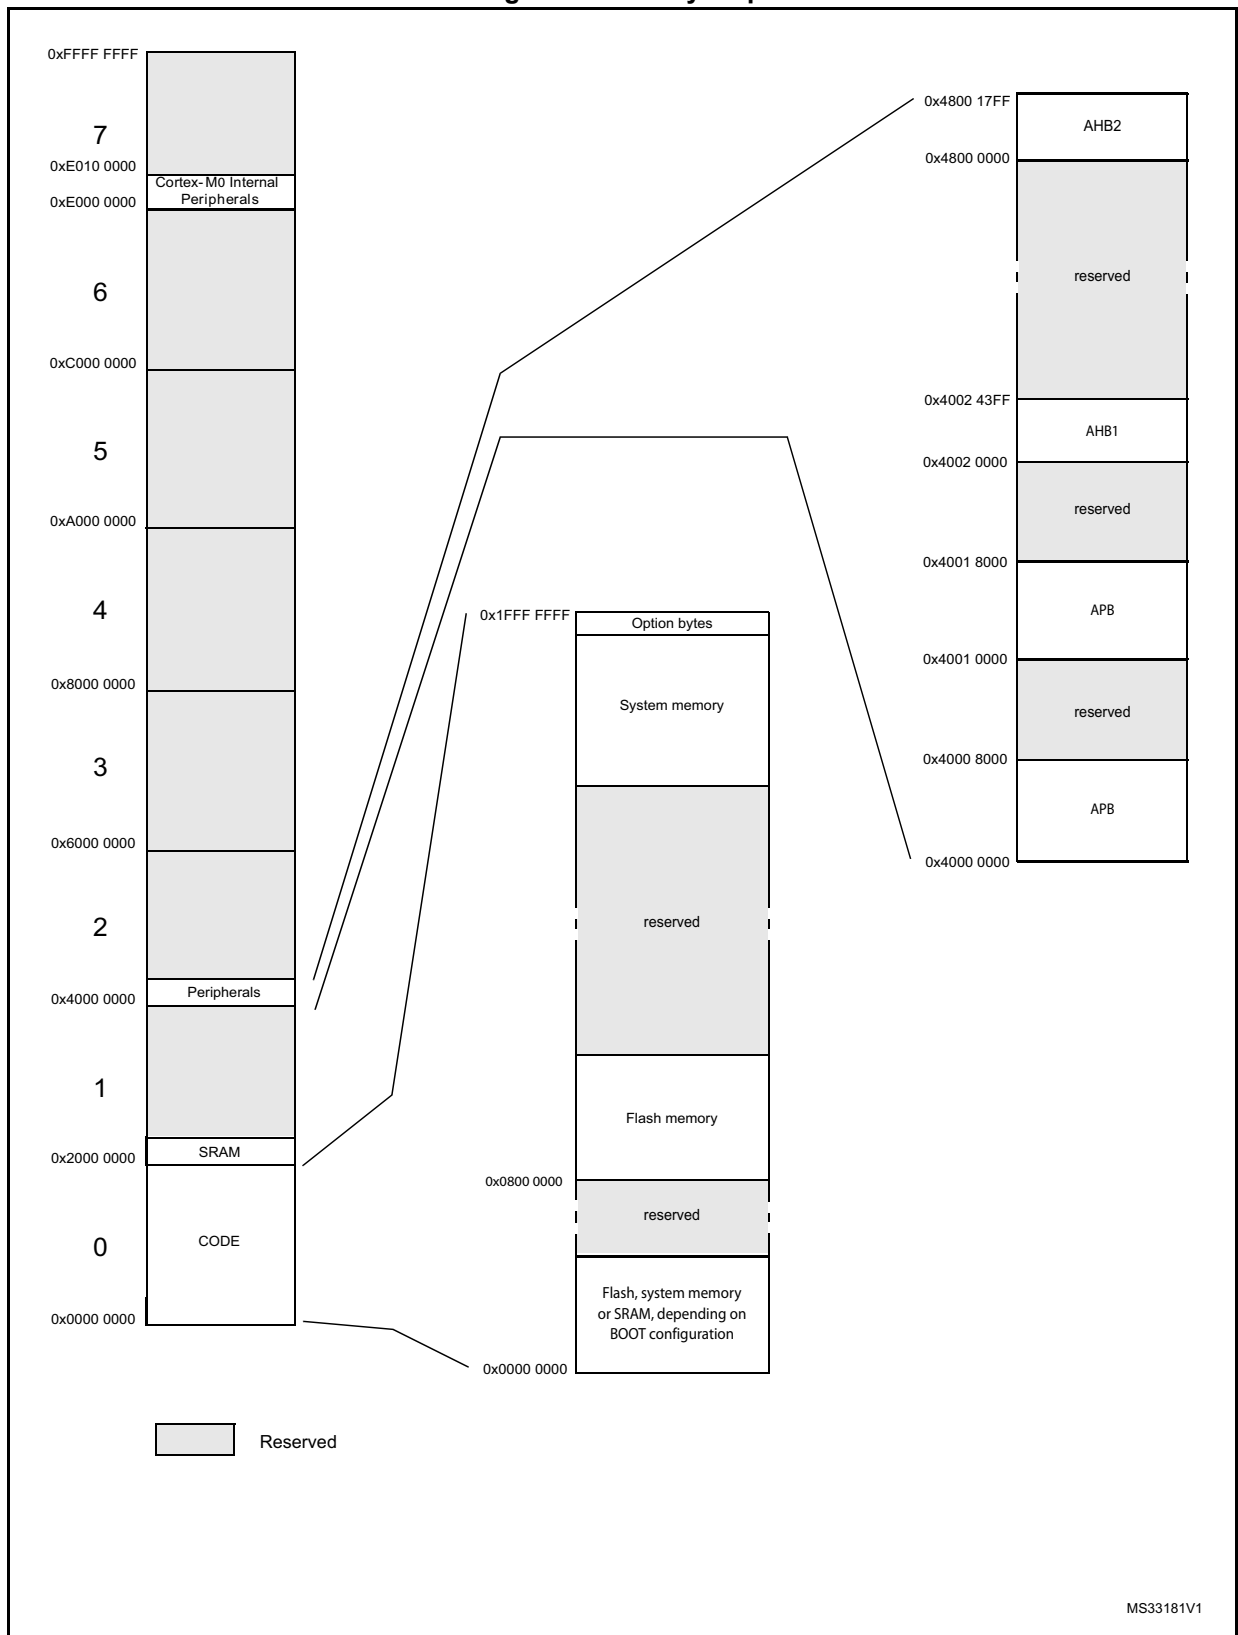 0xFFFF FFFF
7
0xE010 0000
Cortex-M0 Internal
Peripherals
0xE000 0000
6
0xC000 0000
5
0xA000 0000
4
0x8000 0000
3
0x6000 0000
2
Peripherals
0x4000 0000
1
SRAM
0x2000 0000
CODE
0
0x0000 0000
Reserved
0x1FFF FFFF
Option bytes
System memory
reserved
Flash memory
0x0800 0000
reserved
Flash, system memory
or SRAM, depending on
BOOT configuration
0x0000 0000
0x4800 17FF
AHB2
0x4800 0000
reserved
0x4002 43FF
AHB1
0x4002 0000
reserved
0x4001 8000
APB
0x4001 0000
reserved
0x4000 8000
APB
0x4000 0000
MS33181V1